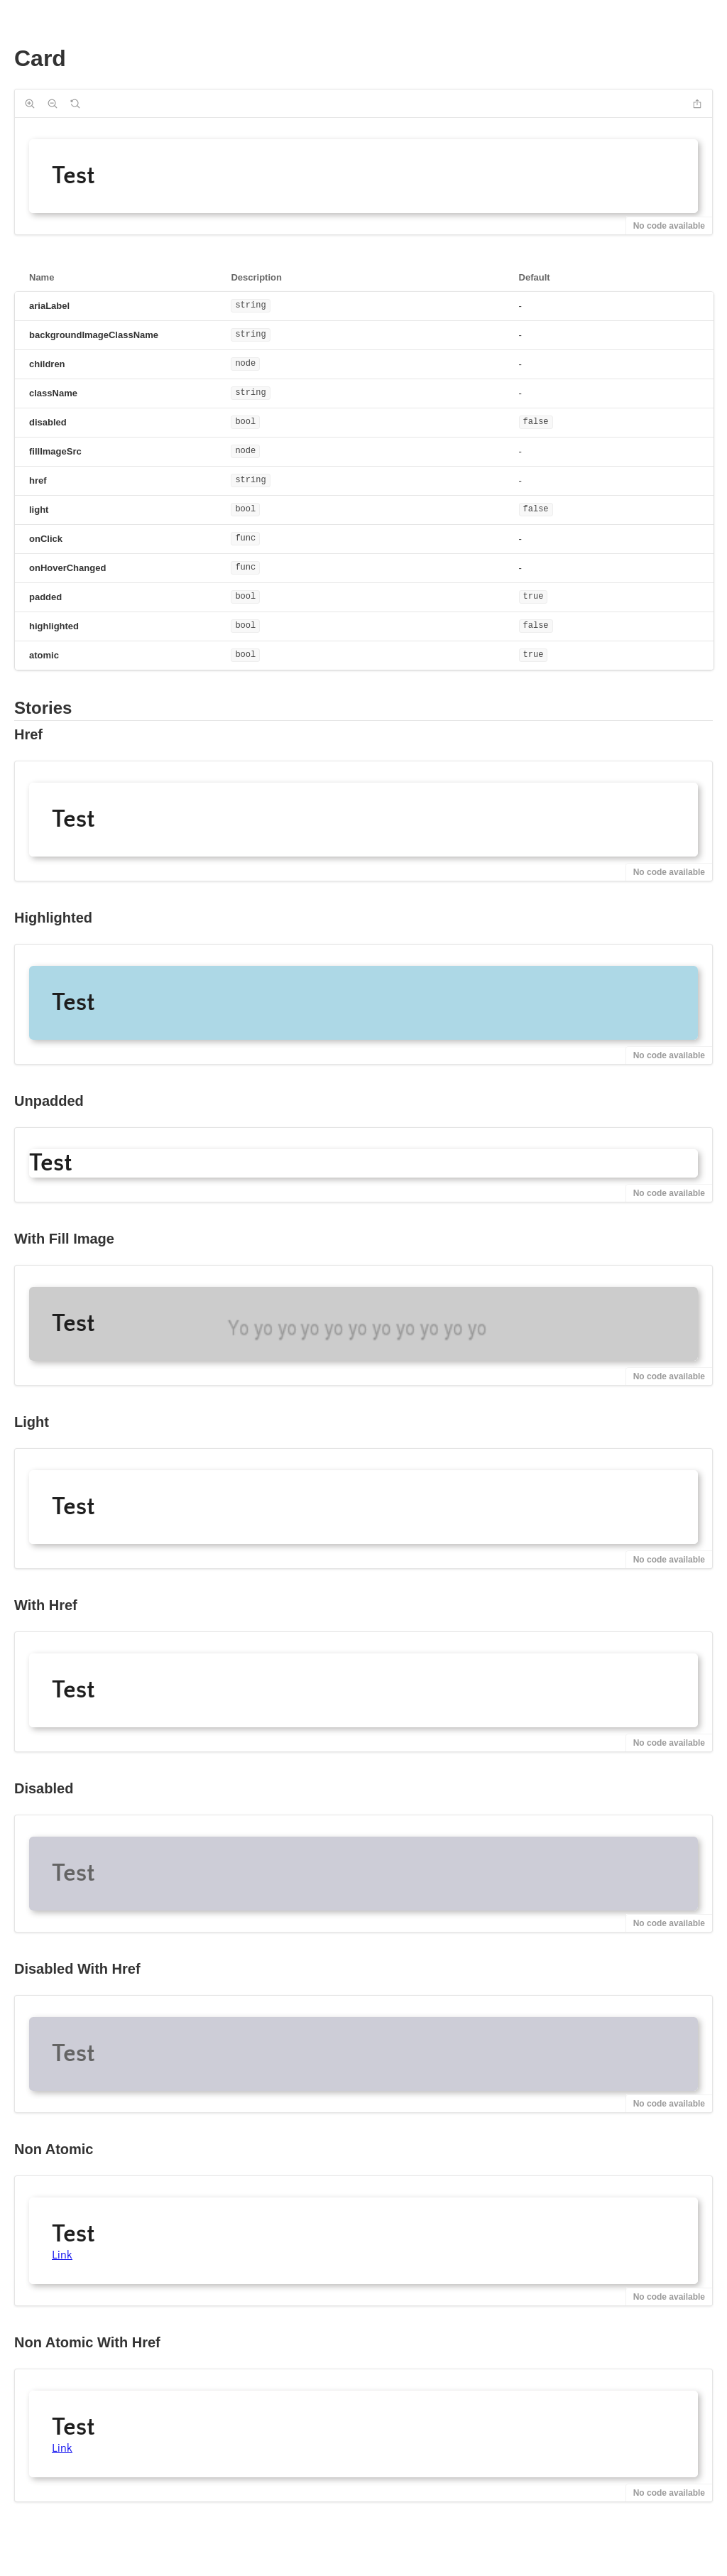 Card
Test
No code available
Name Description Default
ariaLabel string -
backgroundImageClassName string -
children node -
className string -
disabled bool false
fillImageSrc node -
href string -
light bool false
onClick func -
onHoverChanged func -
padded bool true
highlighted bool false
atomic bool true
Stories
Href
Test
No code available
Highlighted
Test
No code available
Unpadded
Test
No code available
With Fill Image
Test Yo yo yo yo yo yo yo yo yo yo yo
No code available
Light
Test
No code available
With Href
Test
No code available
Disabled
Test
No code available
Disabled With Href
Test
No code available
Non Atomic
Test
Link
No code available
Non Atomic With Href
Test
Link
No code available